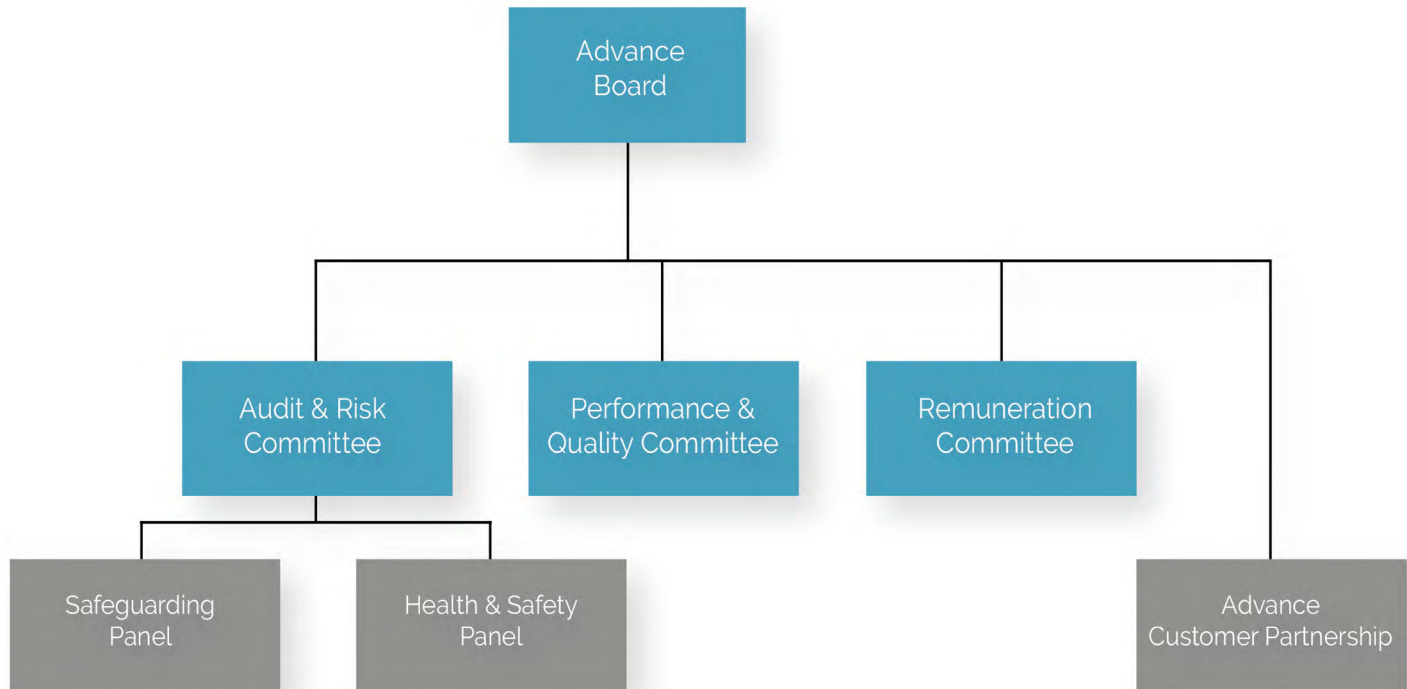 Advance
Board
Audit & Risk
Committee
Performance &
Quality Committee
Remuneration
Committee
Safeguarding
Panel
Health & Safety
Panel
Advance
Customer Partnership